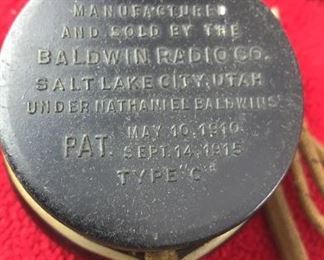 MANUFACTURED
AND SOLD BY THE
BALDWIN RADIO CO.
SALT LAKE CITY, UTAH
UNDER NATHANIEL BALDWINS'
PAT. MAY 10, 1910
SEPT. 14, 1915
TYPE "C"